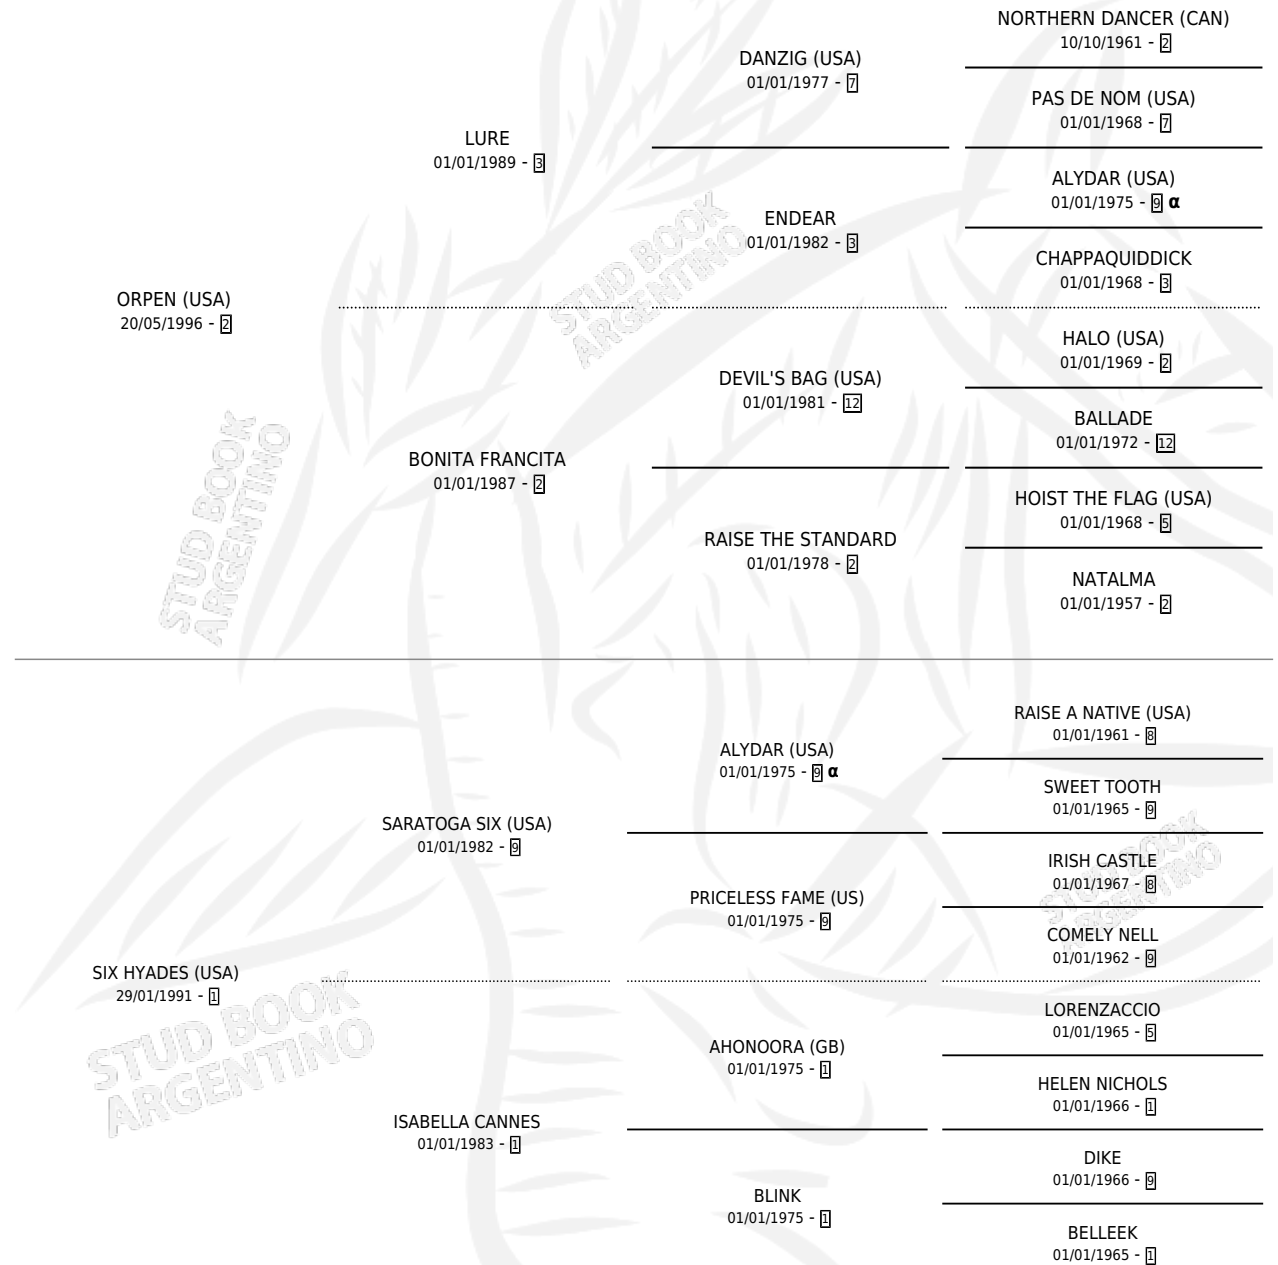 NORTHERN DANCER (CAN)
10/10/1961 - 2
DANZIG (USA)
01/01/1977 - 7
PAS DE NOM (USA)
01/01/1968 - 7
LURE
01/01/1989 - 3
ALYDAR (USA)
01/01/1975 - 9 α
ENDEAR
01/01/1982 - 3
CHAPPAQUIDDICK
01/01/1968 - 3
ORPEN (USA)
20/05/1996 - 2
HALO (USA)
01/01/1969 - 2
DEVIL'S BAG (USA)
01/01/1981 - 12
BALLADE
01/01/1972 - 12
BONITA FRANCITA
01/01/1987 - 2
HOIST THE FLAG (USA)
01/01/1968 - 5
RAISE THE STANDARD
01/01/1978 - 2
NATALMA
01/01/1957 - 2
STUD BOOK
ARGENTINO
STUD BOOK
ARGENTINO
RAISE A NATIVE (USA)
01/01/1961 - 8
ALYDAR (USA)
01/01/1975 - 9 α
SWEET TOOTH
01/01/1965 - 9
SARATOGA SIX (USA)
01/01/1982 - 9
IRISH CASTLE
01/01/1967 - 8
PRICELESS FAME (US)
01/01/1975 - 9
COMELY NELL
01/01/1962 - 9
SIX HYADES (USA)
29/01/1991 - 1
LORENZACCIO
01/01/1965 - 5
AHONOORA (GB)
01/01/1975 - 1
HELEN NICHOLS
01/01/1966 - 1
ISABELLA CANNES
01/01/1983 - 1
DIKE
01/01/1966 - 9
BLINK
01/01/1975 - 1
BELLEEK
01/01/1965 - 1
STUD BOOK
ARGENTINO
STUD BOOK
ARGENTINO